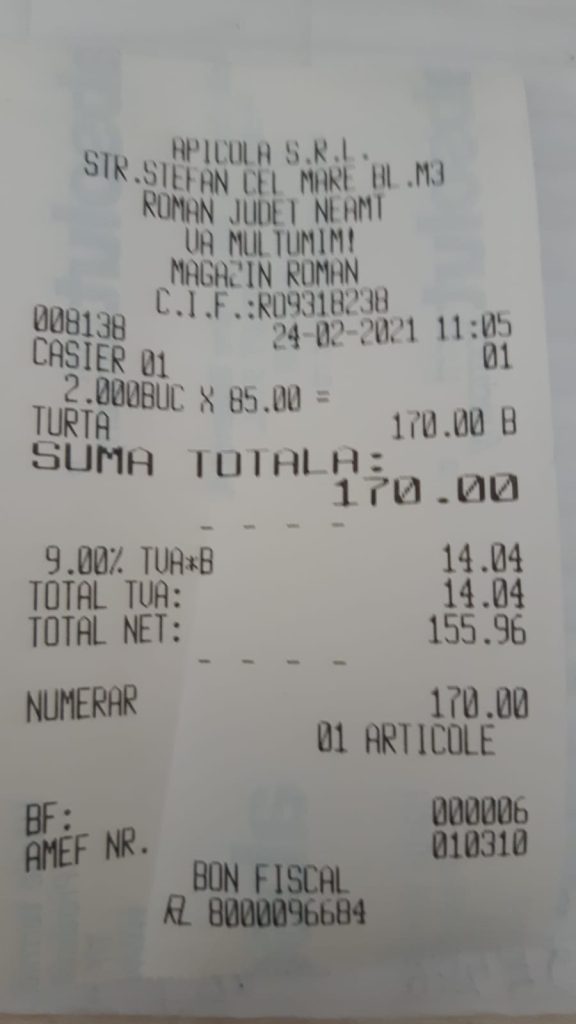 APICOLA S.R.L.
STR.STEFAN CEL MARE BL.M3
ROMAN JUDET NEAMT
VA MULTUMIM!
MAGAZIN ROMAN
C.I.F.:RO9318238
008138 24-02-2021 11:05
CASIER 01 01
2.000BUC X 85.00 =
TURTA 170.00 B
SUMA TOTALA:
170.00
- - - -
9.00% TVA*B 14.04
TOTAL TVA: 14.04
TOTAL NET: 155.96
- - - -
NUMERAR 170.00
01 ARTICOLE
BF: 000006
AMEF NR. 010310
BON FISCAL
8000096684